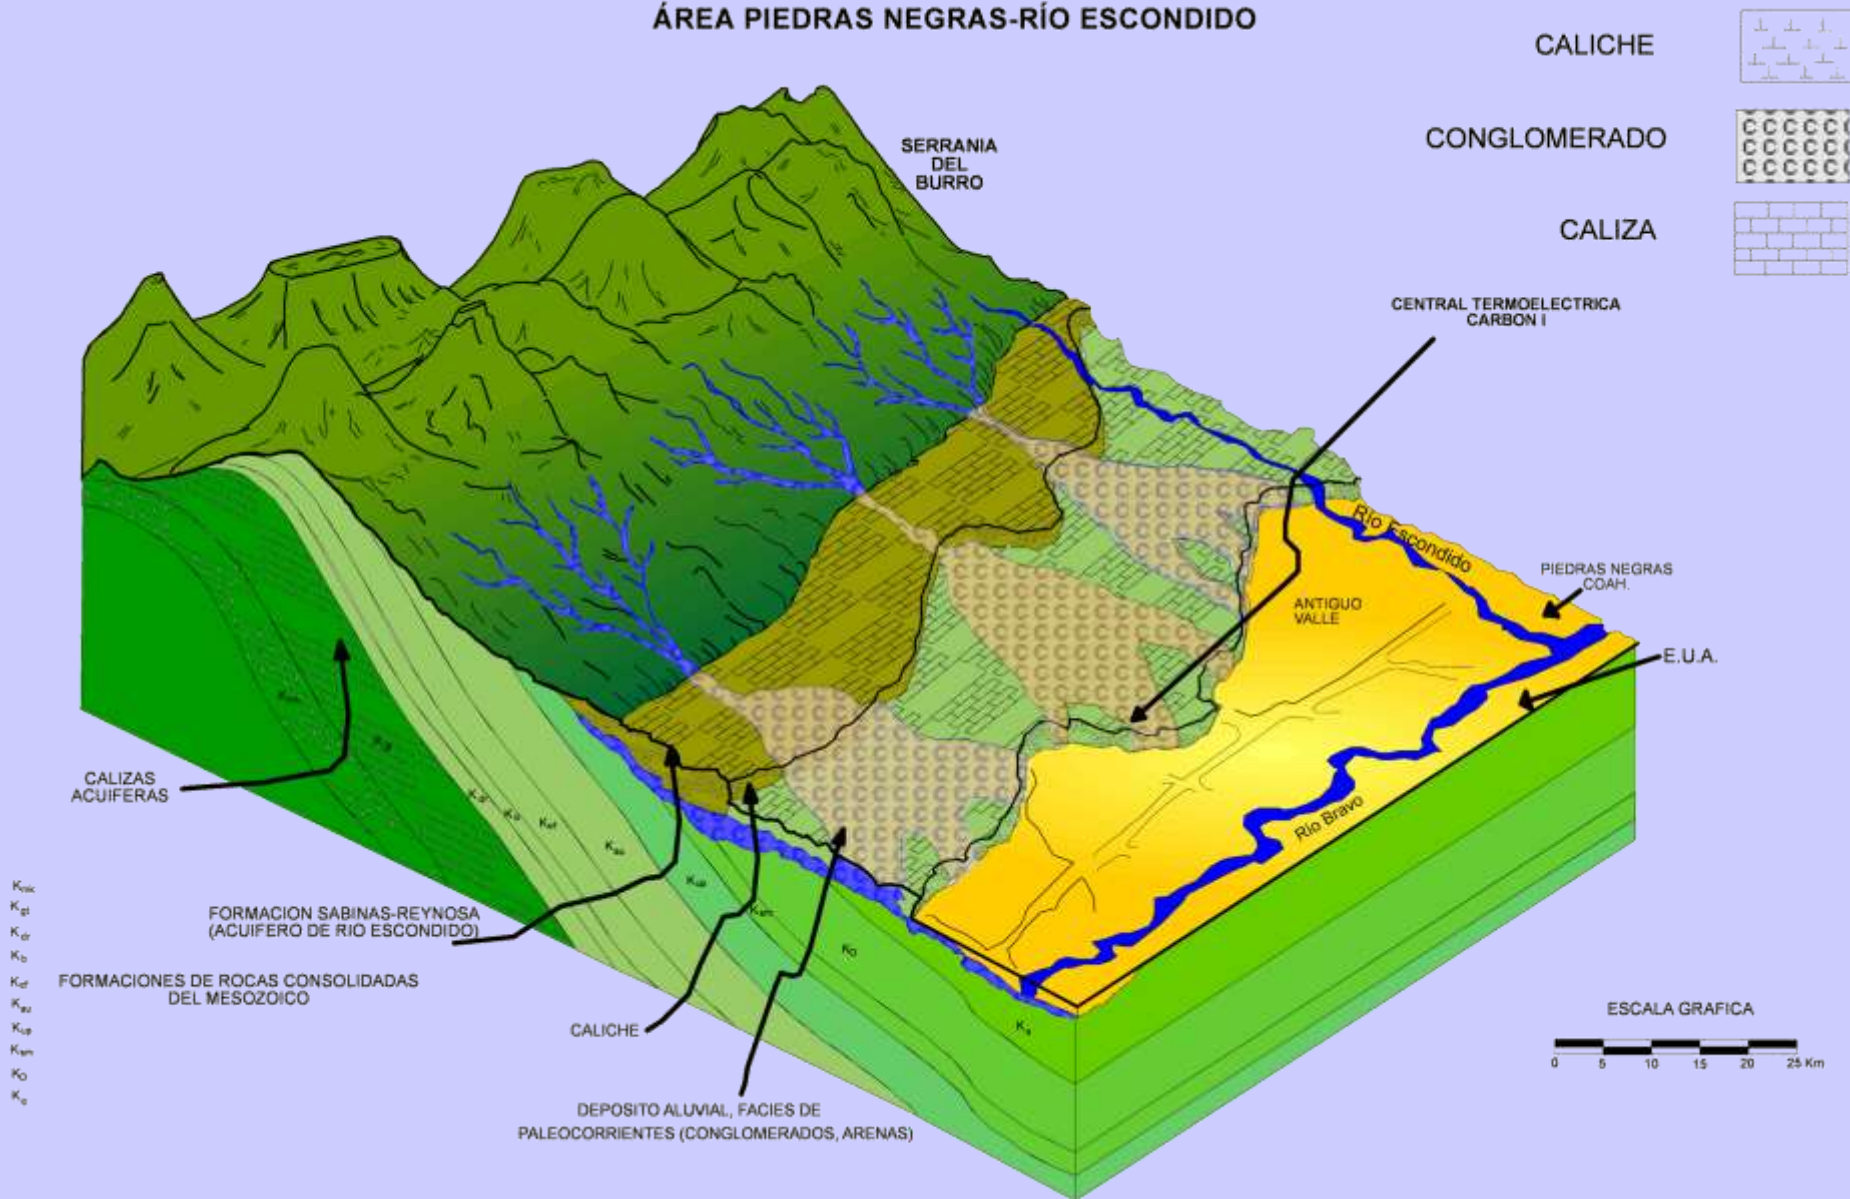 ÁREA PIEDRAS NEGRAS-RÍO ESCONDIDO
CALICHE
CONGLOMERADO
CALIZA
SERRANIA
DEL
BURRO
CENTRAL TERMOELECTRICA
CARBON I
Río Escondido
PIEDRAS NEGRAS
COAH.
ANTIGUO
VALLE
E.U.A.
Río Bravo
CALIZAS
ACUIFERAS
FORMACION SABINAS-REYNOSA
(ACUIFERO DE RIO ESCONDIDO)
FORMACIONES DE ROCAS CONSOLIDADAS
DEL MESOZOICO
CALICHE
DEPOSITO ALUVIAL, FACIES DE
PALEOCORRIENTES (CONGLOMERADOS, ARENAS)
ESCALA GRAFICA
0 5 10 15 20 25 Km